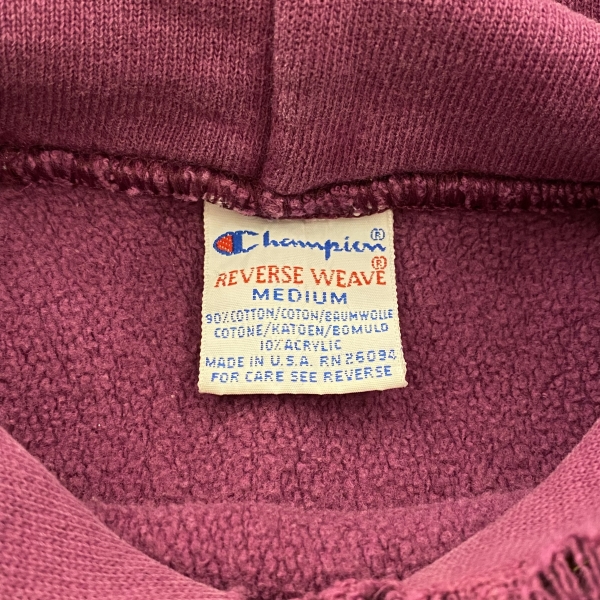 Champion®
REVERSE WEAVE®
MEDIUM
90% COTTON/COTON/BAUMWOLLE
COTONE/KATOEN/BOMULD
10% ACRYLIC
MADE IN U.S.A. RN 26094
FOR CARE SEE REVERSE